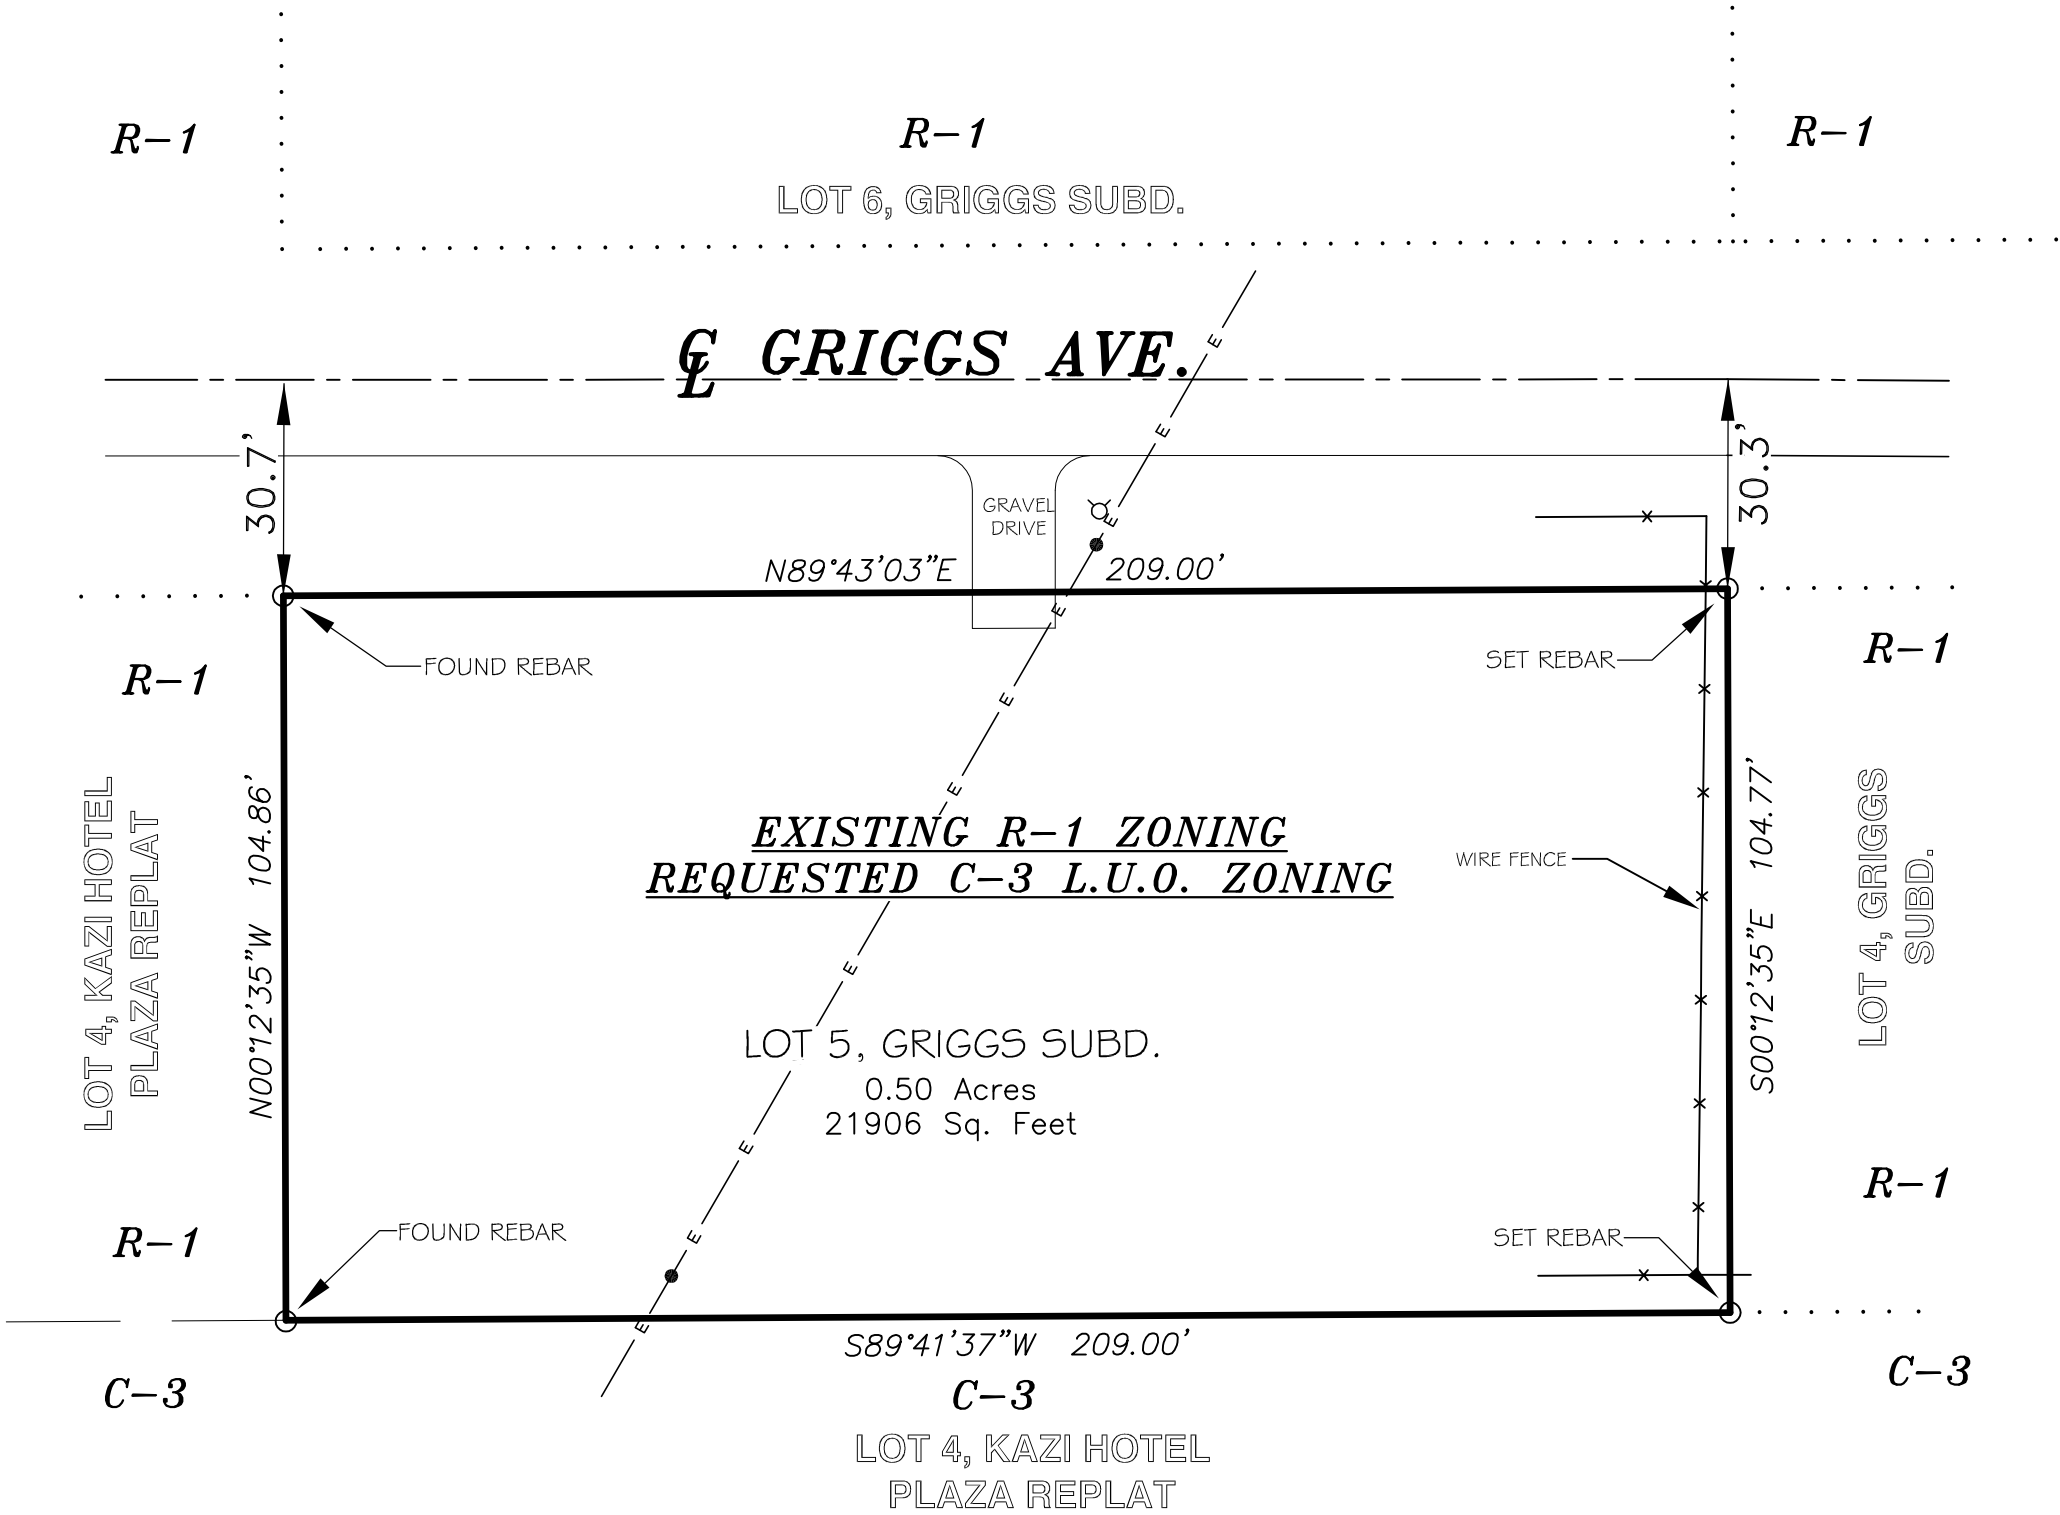 R-1
R-1
R-1
LOT 6, GRIGGS SUBD.
℄ GRIGGS AVE.
30.7'
30.3'
GRAVEL
DRIVE
N89°43'03"E 209.00'
FOUND REBAR
SET REBAR
R-1
R-1
LOT 4, KAZI HOTEL
PLAZA REPLAT
N00°12'35"W 104.86'
EXISTING R-1 ZONING
REQUESTED C-3 L.U.O. ZONING
WIRE FENCE
S00°12'35"E 104.77'
LOT 4, GRIGGS
SUBD.
E
E
E
E
E
E
E
E
E
E
LOT 5, GRIGGS SUBD.
0.50 Acres
21906 Sq. Feet
R-1
R-1
FOUND REBAR
SET REBAR
S89°41'37"W 209.00'
C-3
C-3
C-3
LOT 4, KAZI HOTEL
PLAZA REPLAT